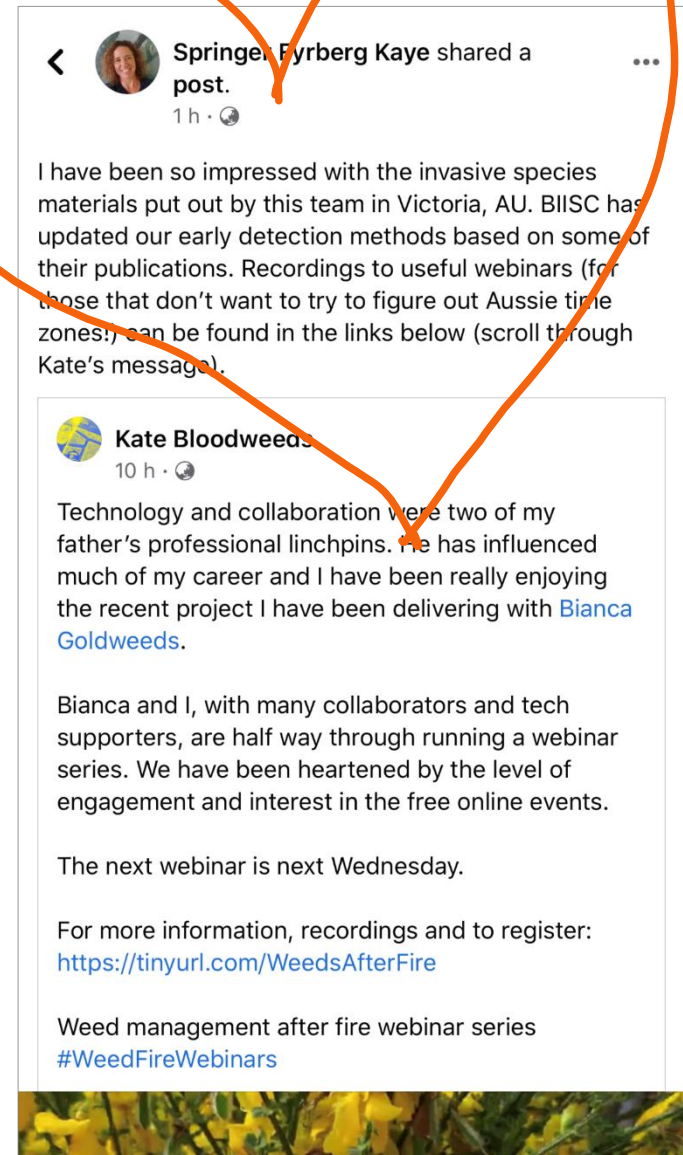 Springer Fyrberg Kaye shared a
post.
1 h ·
I have been so impressed with the invasive species
materials put out by this team in Victoria, AU. BIISC has
updated our early detection methods based on some of
their publications. Recordings to useful webinars (for
those that don't want to try to figure out Aussie time
zones!) can be found in the links below (scroll through
Kate's message).
Kate Bloodweeds
10 h ·
Technology and collaboration were two of my
father's professional linchpins. He has influenced
much of my career and I have been really enjoying
the recent project I have been delivering with Bianca
Goldweeds.
Bianca and I, with many collaborators and tech
supporters, are half way through running a webinar
series. We have been heartened by the level of
engagement and interest in the free online events.
The next webinar is next Wednesday.
For more information, recordings and to register:
https://tinyurl.com/WeedsAfterFire
Weed management after fire webinar series
#WeedFireWebinars